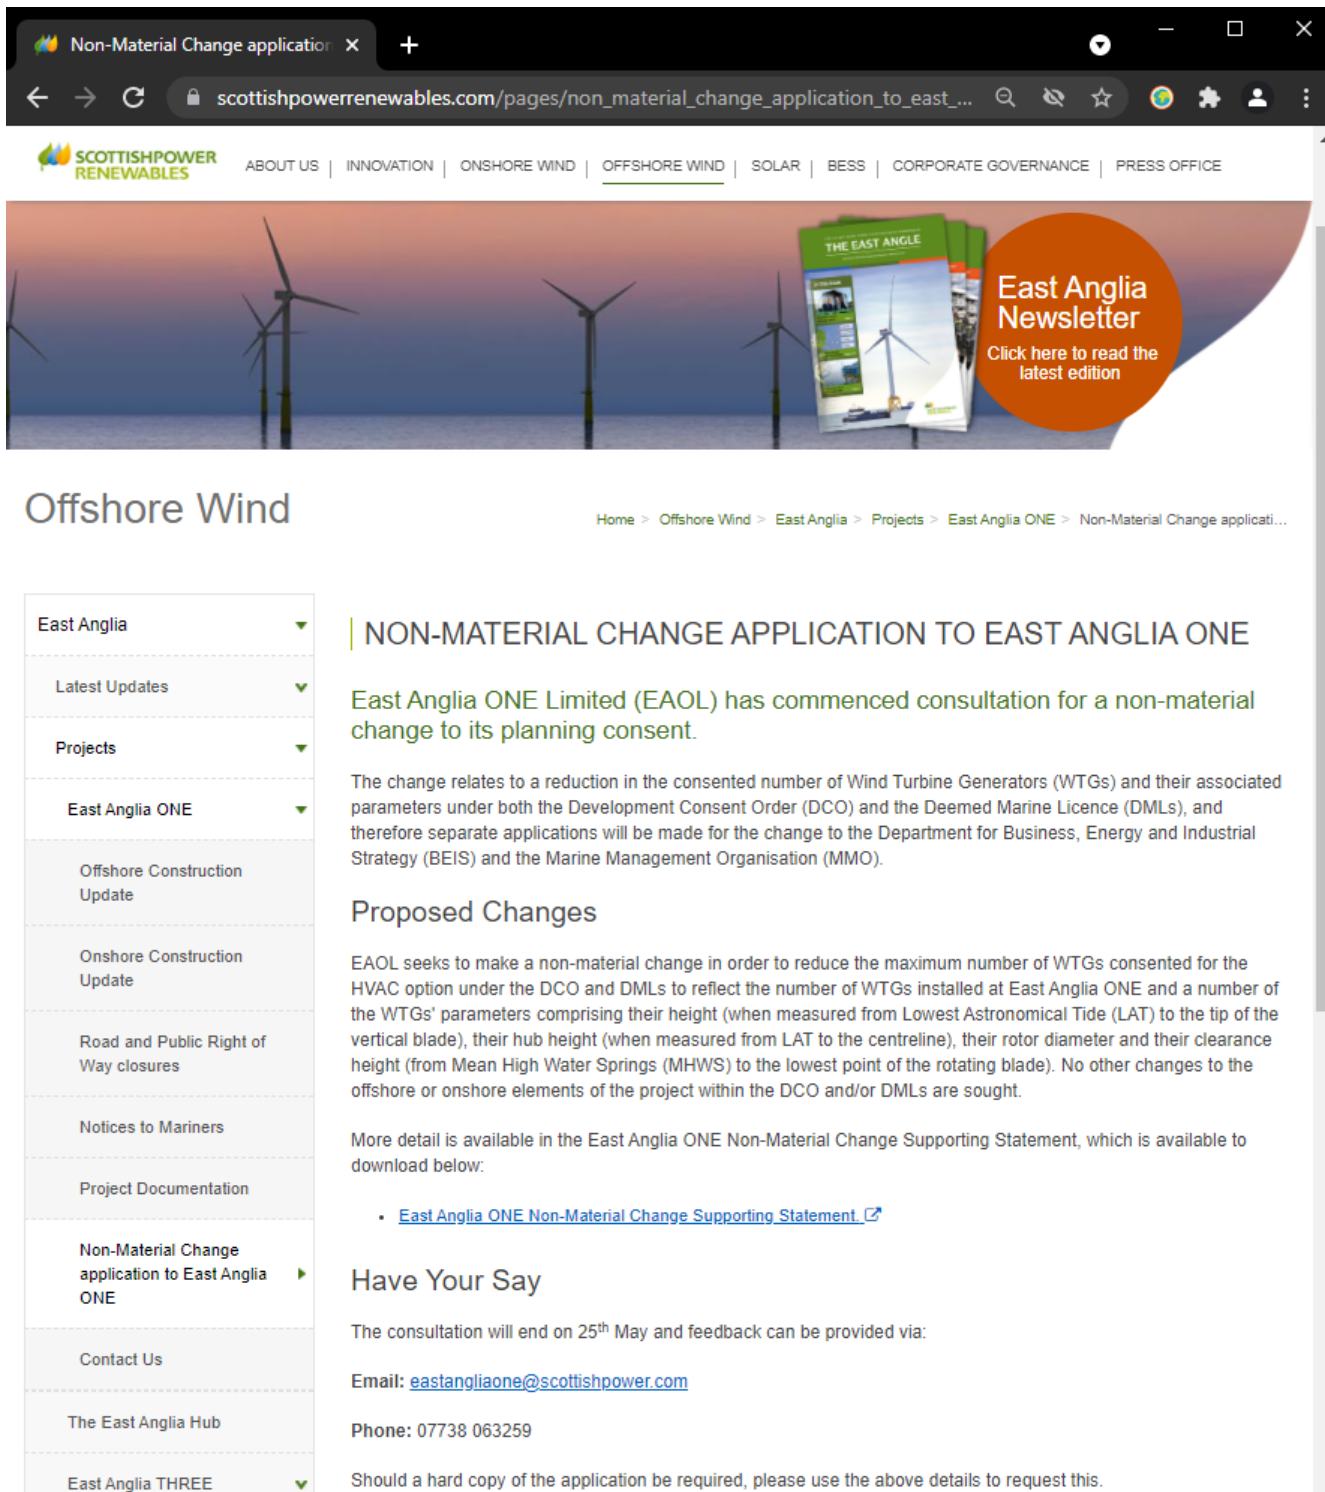 Non-Material Change application
scottishpowerrenewables.com/pages/non_material_change_application_to_east_...
SCOTTISHPOWER
RENEWABLES
ABOUT US | INNOVATION | ONSHORE WIND | OFFSHORE WIND | SOLAR | BESS | CORPORATE GOVERNANCE | PRESS OFFICE
THE EAST ANGLE
East Anglia
Newsletter
Click here to read the
latest edition
Offshore Wind
Home > Offshore Wind > East Anglia > Projects > East Anglia ONE > Non-Material Change applicati...
East Anglia
Latest Updates
Projects
East Anglia ONE
Offshore Construction
Update
Onshore Construction
Update
Road and Public Right of
Way closures
Notices to Mariners
Project Documentation
Non-Material Change
application to East Anglia
ONE
Contact Us
The East Anglia Hub
East Anglia THREE
NON-MATERIAL CHANGE APPLICATION TO EAST ANGLIA ONE
East Anglia ONE Limited (EAOL) has commenced consultation for a non-material
change to its planning consent.
The change relates to a reduction in the consented number of Wind Turbine Generators (WTGs) and their associated
parameters under both the Development Consent Order (DCO) and the Deemed Marine Licence (DMLs), and
therefore separate applications will be made for the change to the Department for Business, Energy and Industrial
Strategy (BEIS) and the Marine Management Organisation (MMO).
Proposed Changes
EAOL seeks to make a non-material change in order to reduce the maximum number of WTGs consented for the
HVAC option under the DCO and DMLs to reflect the number of WTGs installed at East Anglia ONE and a number of
the WTGs' parameters comprising their height (when measured from Lowest Astronomical Tide (LAT) to the tip of the
vertical blade), their hub height (when measured from LAT to the centreline), their rotor diameter and their clearance
height (from Mean High Water Springs (MHWS) to the lowest point of the rotating blade). No other changes to the
offshore or onshore elements of the project within the DCO and/or DMLs are sought.
More detail is available in the East Anglia ONE Non-Material Change Supporting Statement, which is available to
download below:
• East Anglia ONE Non-Material Change Supporting Statement.
Have Your Say
The consultation will end on 25th May and feedback can be provided via:
Email: eastangliaone@scottishpower.com
Phone: 07738 063259
Should a hard copy of the application be required, please use the above details to request this.